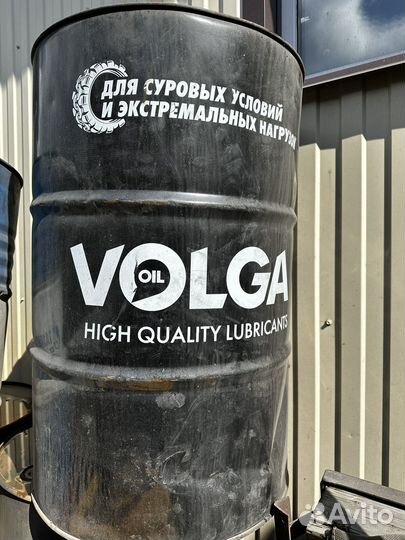 ДЛЯ СУРОВЫХ УСЛОВИЙ
И ЭКСТРЕМАЛЬНЫХ НАГРУЗОК
VOLGA
OIL
HIGH QUALITY LUBRICANTS
Avito